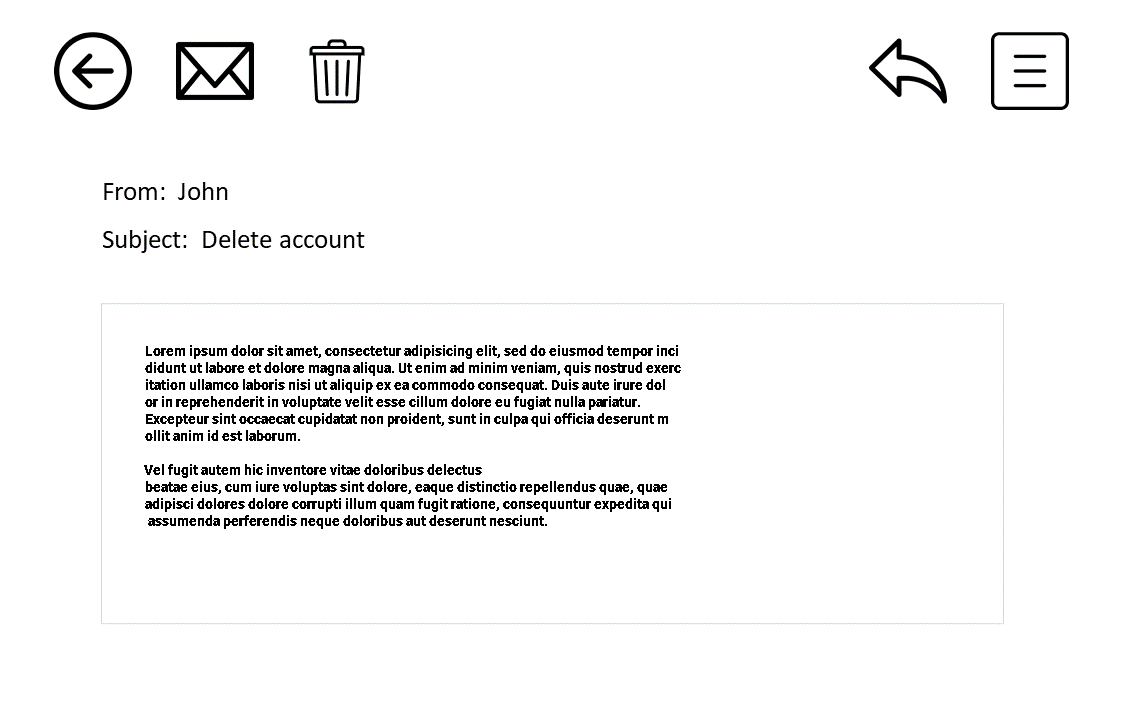 From: John
Subject: Delete account
Lorem ipsum dolor sit amet, consectetur adipisicing elit, sed do eiusmod tempor inci
didunt ut labore et dolore magna aliqua. Ut enim ad minim veniam, quis nostrud exerc
itation ullamco laboris nisi ut aliquip ex ea commodo consequat. Duis aute irure dol
or in reprehenderit in voluptate velit esse cillum dolore eu fugiat nulla pariatur.
Excepteur sint occaecat cupidatat non proident, sunt in culpa qui officia deserunt m
ollit anim id est laborum.
Vel fugit autem hic inventore vitae doloribus delectus
beatae eius, cum iure voluptas sint dolore, eaque distinctio repellendus quae, quae
adipisci dolores dolore corrupti illum quam fugit ratione, consequuntur expedita qui
assumenda perferendis neque doloribus aut deserunt nesciunt.